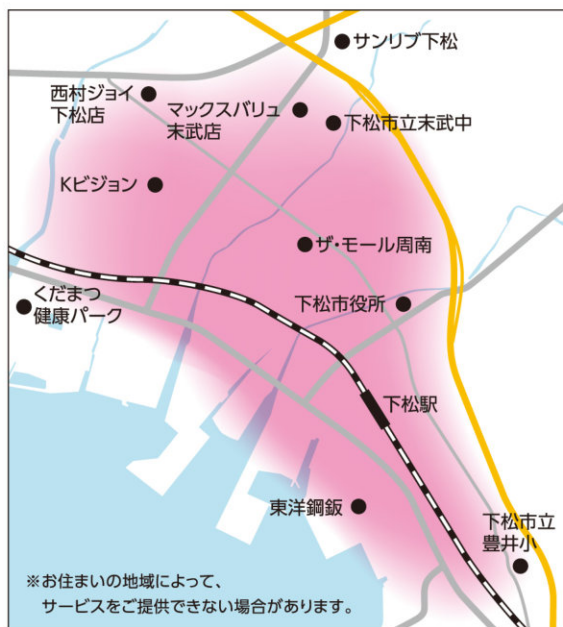 サンリブ下松
西村ジョイ
下松店
マックスバリュ
末武店
下松市立末武中
Kビジョン
ザ・モール周南
くだまつ
健康パーク
下松市役所
下松駅
東洋鋼鈑
下松市立
豊井小
※お住まいの地域によって、
サービスをご提供できない場合があります。